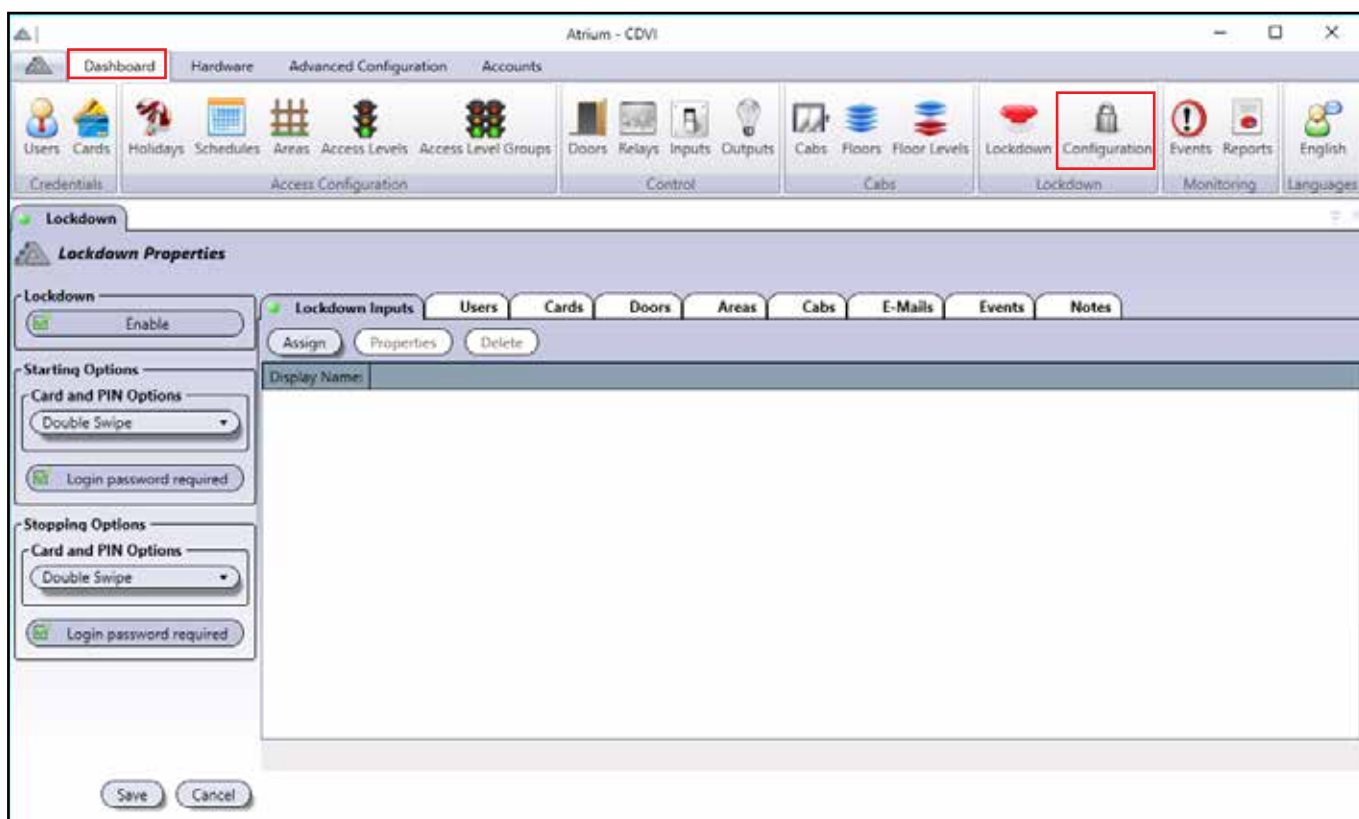 Atrium - CDVI
Dashboard Hardware Advanced Configuration Accounts
Users Cards Holidays Schedules Areas Access Levels Access Level Groups Doors Relays Inputs Outputs Cabs Floors Floor Levels Lockdown Configuration Events Reports English
Credentials Access Configuration Control Cabs Lockdown Monitoring Languages
Lockdown
Lockdown Properties
Lockdown
Enable
Starting Options
Card and PIN Options
Double Swipe
Login password required
Stopping Options
Card and PIN Options
Double Swipe
Login password required
Save Cancel
Lockdown Inputs Users Cards Doors Areas Cabs E-Mails Events Notes
Assign Properties Delete
Display Name: